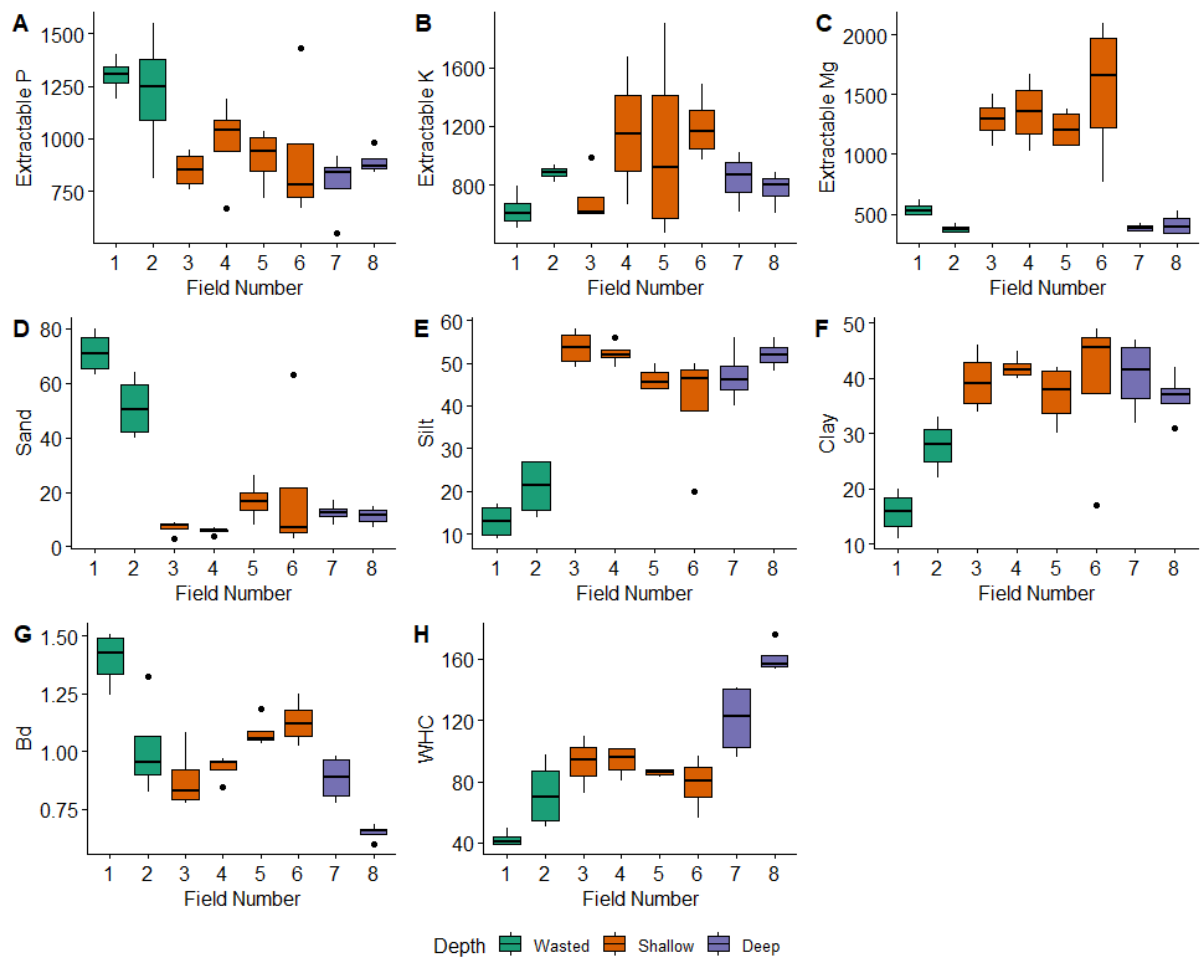 A
Extractable P
1500
1250
1000
750
1 2 3 4 5 6 7 8
Field Number
B
Extractable K
1600
1200
800
1 2 3 4 5 6 7 8
Field Number
C
Extractable Mg
2000
1500
1000
500
1 2 3 4 5 6 7 8
Field Number
D
Sand
80
60
40
20
0
1 2 3 4 5 6 7 8
Field Number
E
Silt
60
50
40
30
20
10
1 2 3 4 5 6 7 8
Field Number
F
Clay
50
40
30
20
10
1 2 3 4 5 6 7 8
Field Number
G
Bd
1.50
1.25
1.00
0.75
1 2 3 4 5 6 7 8
Field Number
H
WHC
160
120
80
40
1 2 3 4 5 6 7 8
Field Number
Depth Wasted Shallow Deep